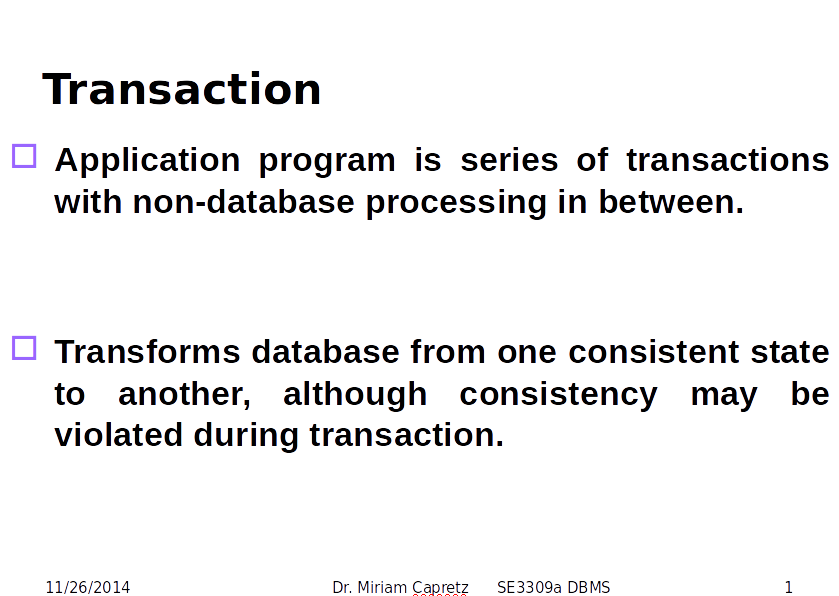 Transaction
Application program is series of transactions
with non-database processing in between.
Transforms database from one consistent state
to another, although consistency may be
violated during transaction.
11/26/2014 Dr. Miriam Capretz SE3309a DBMS 1